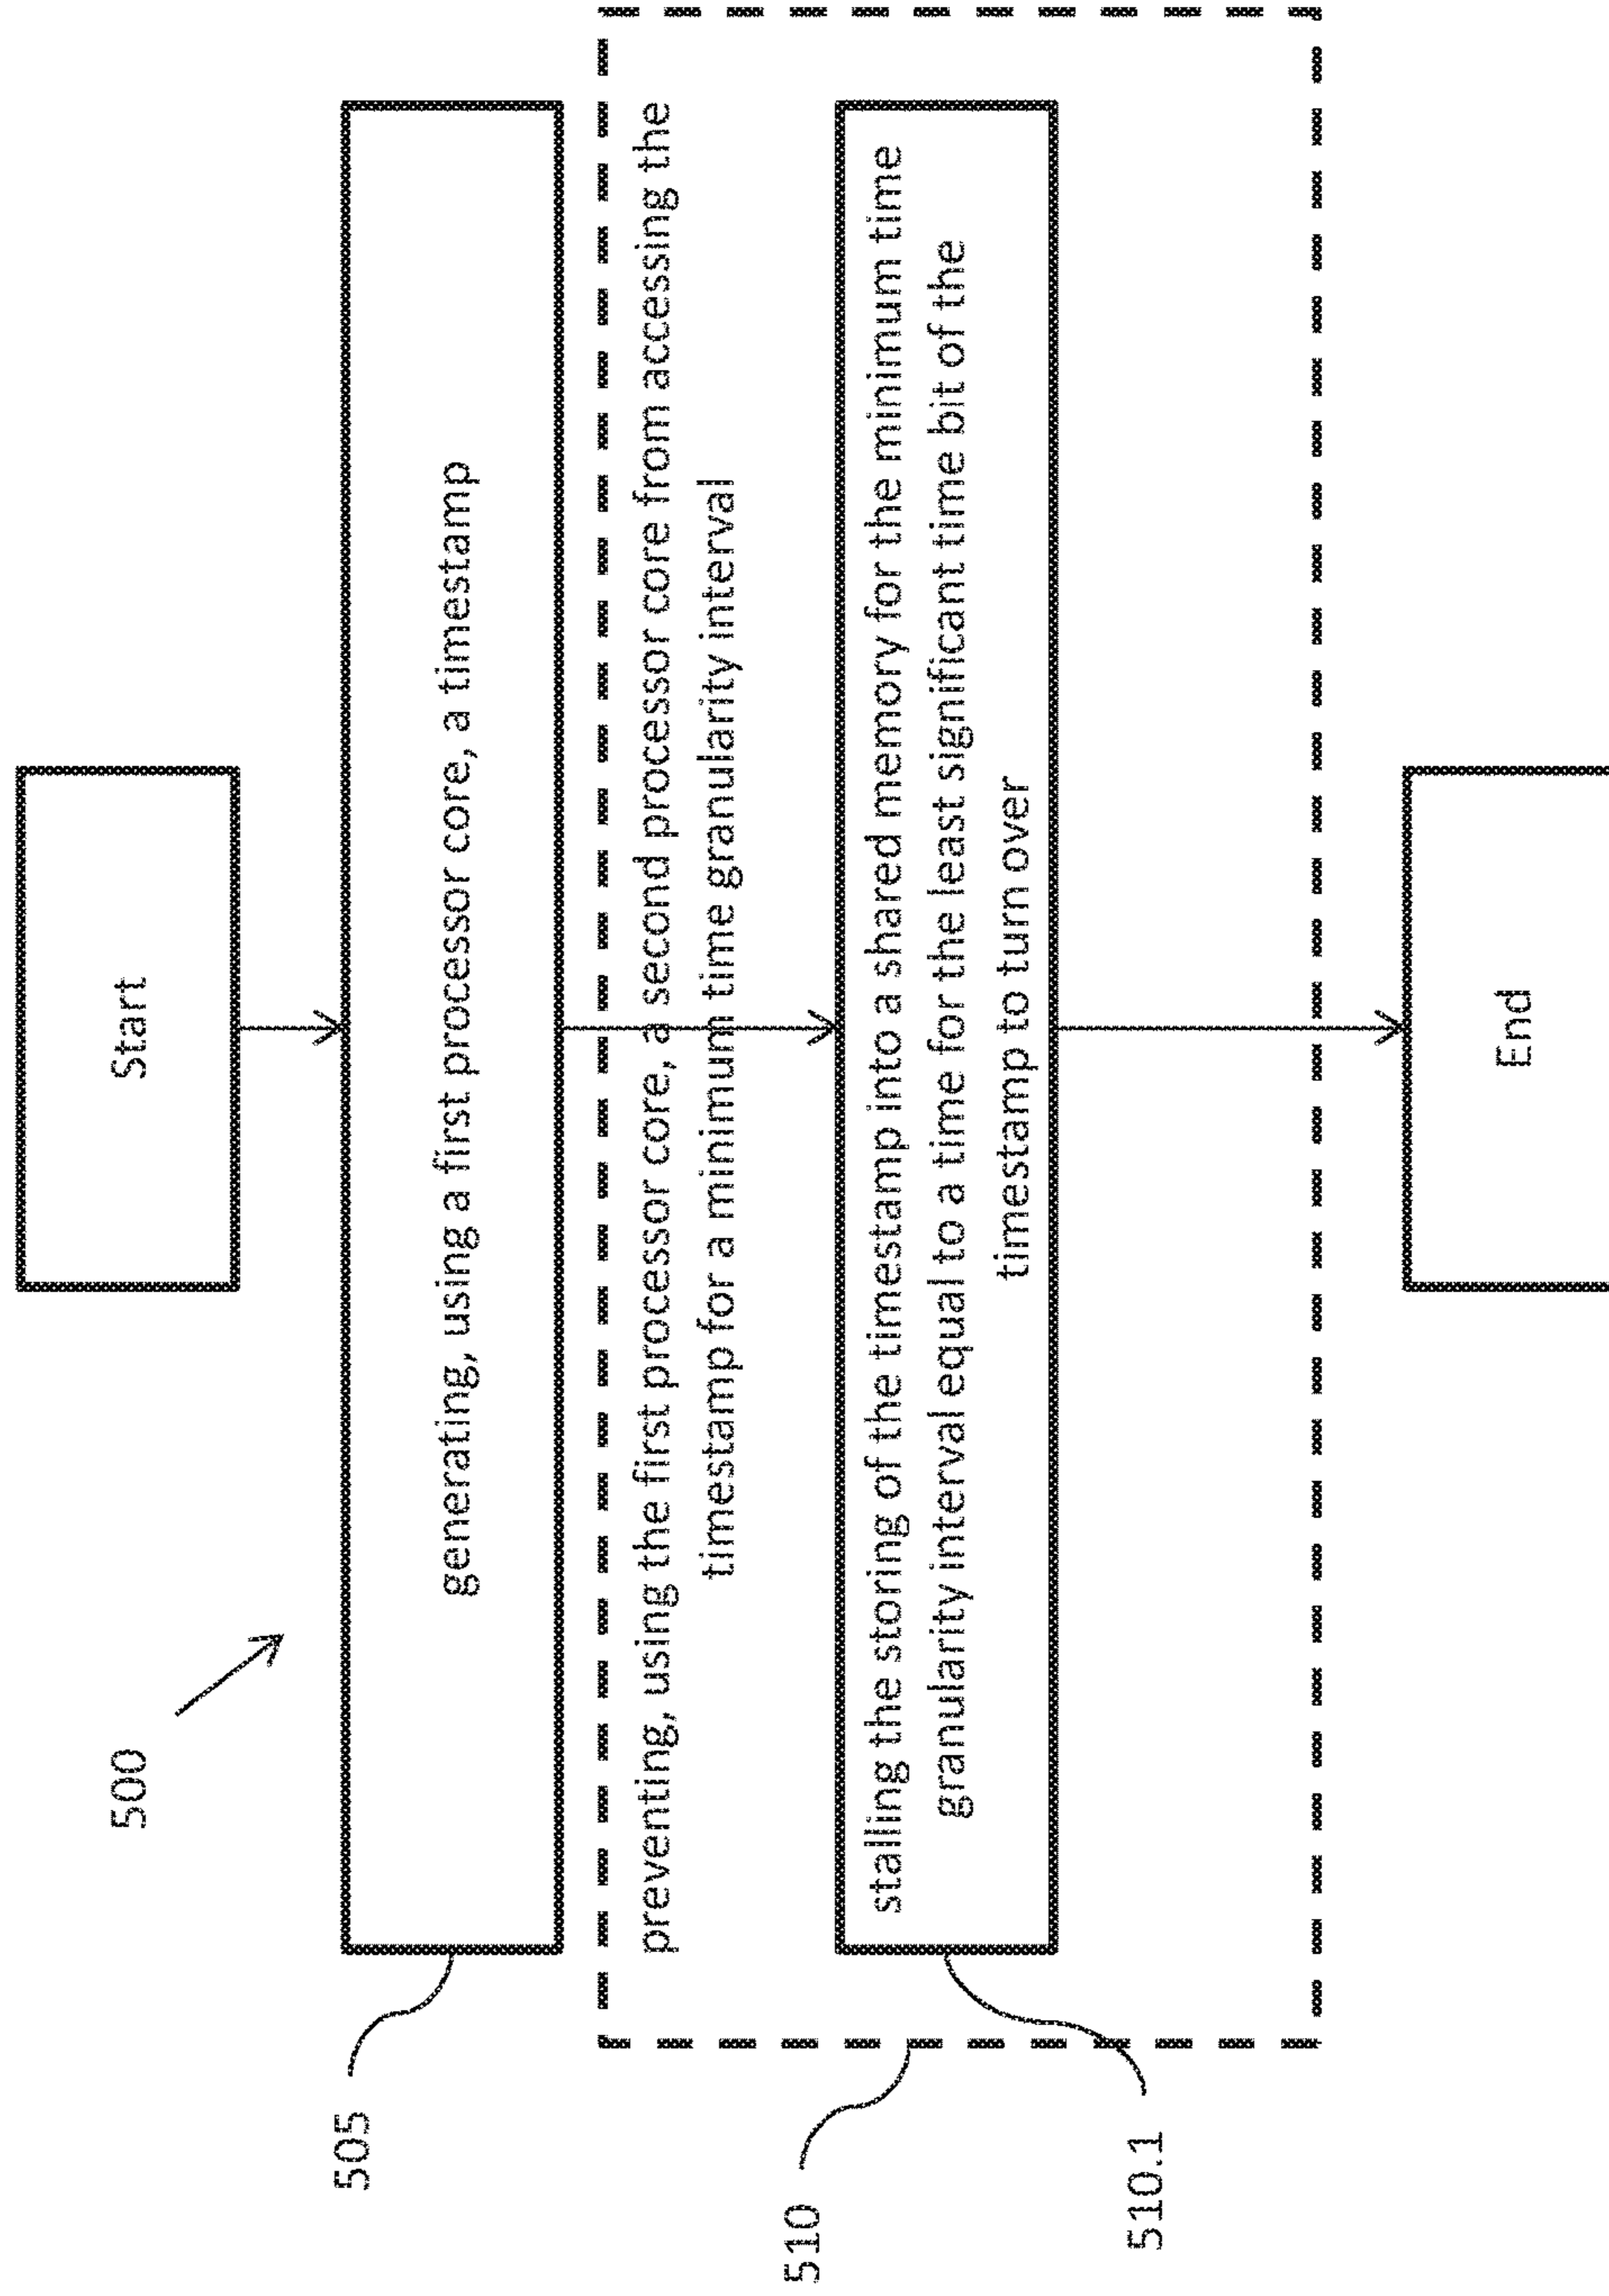 500
Start
505
generating, using a first processor core, a timestamp
510
preventing, using the first processor core, a second processor core from accessing the
timestamp for a minimum time granularity interval
510.1
stalling the storing of the timestamp into a shared memory for the minimum time
granularity interval equal to a time for the least significant time bit of the
timestamp to turn over
End